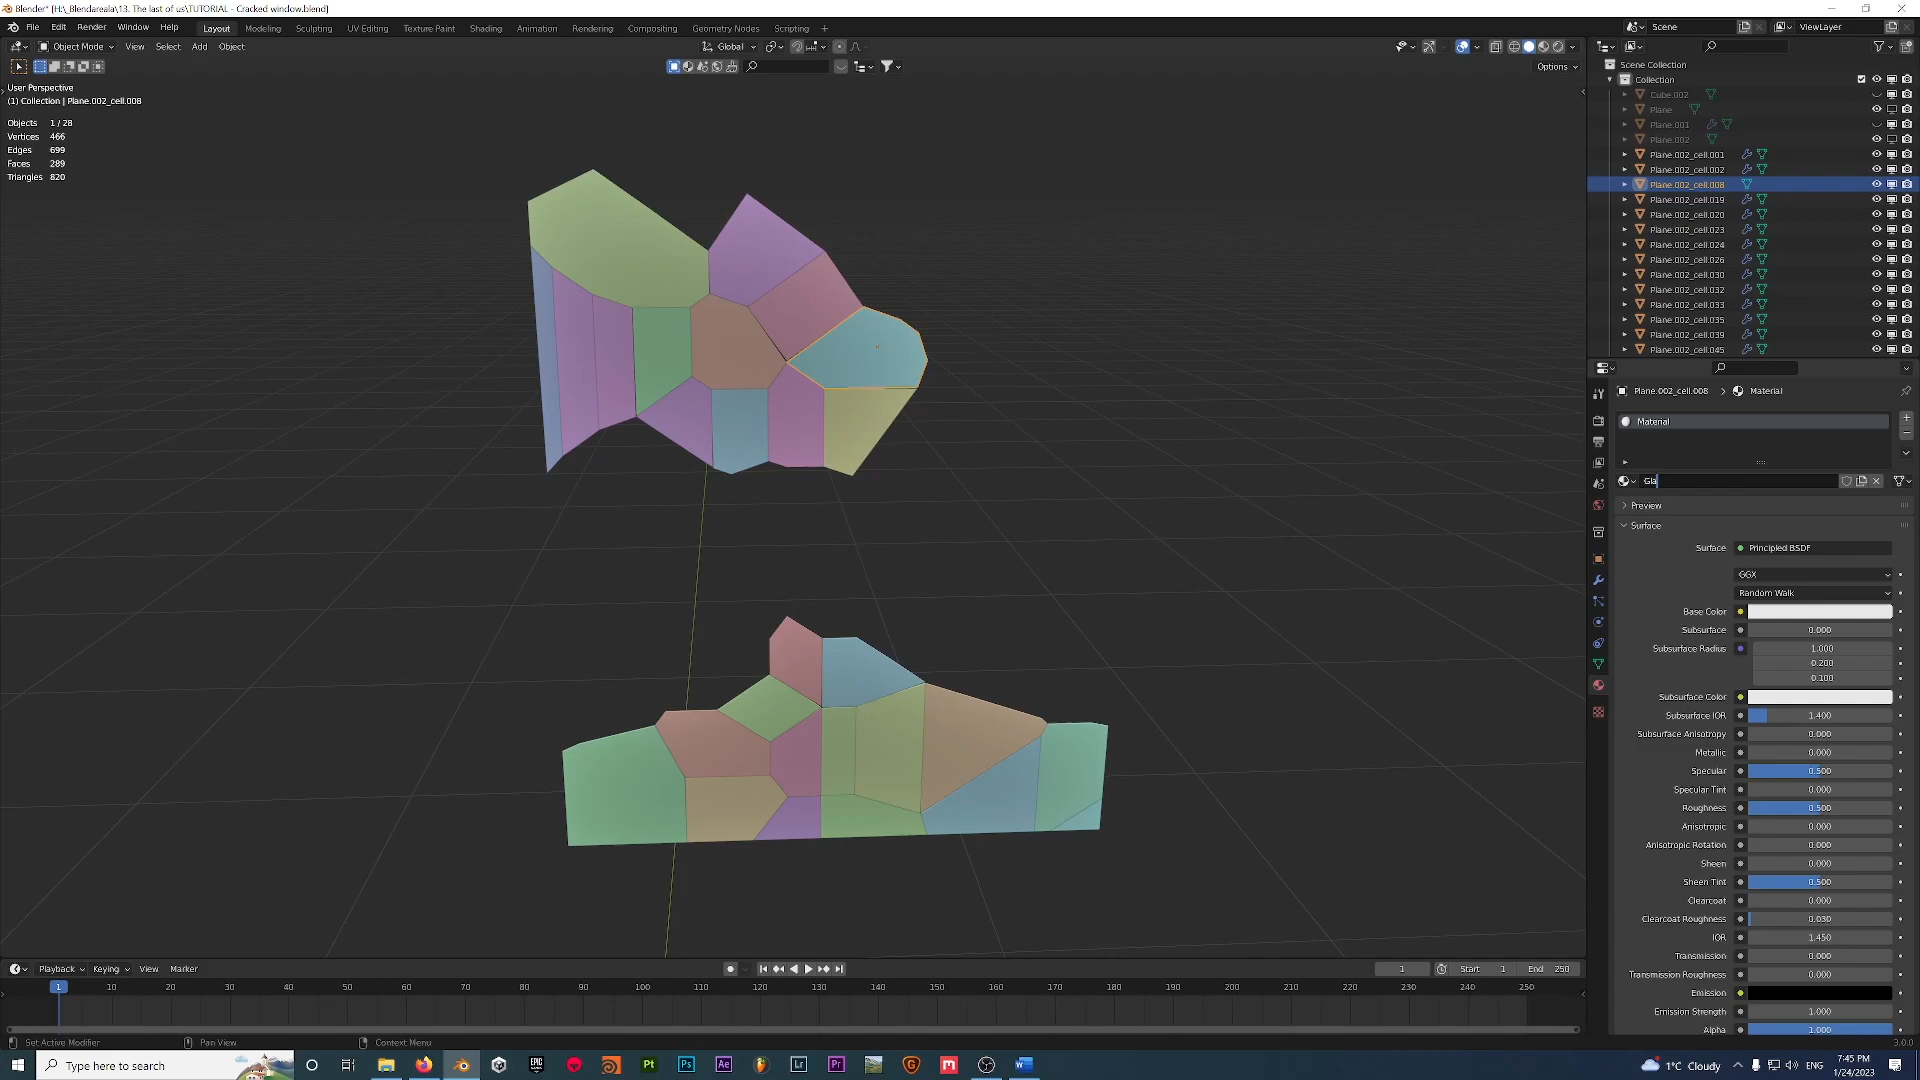 Blender* [H:\_Blendareala\13. The last of us\TUTORIAL - Cracked window.blend]
File Edit Render Window Help Layout Modeling Sculpting UV Editing Texture Paint Shading Animation Rendering Compositing Geometry Nodes Scripting Scene ViewLayer
Object Mode View Select Add Object Global
Options
User Perspective
(1) Collection | Plane.002_cell.008
Objects 1 / 28
Vertices 466
Edges 699
Faces 289
Triangles 820
Scene Collection
Collection
Cube.002
Plane
Plane.001
Plane.002
Plane.002_cell.001
Plane.002_cell.002
Plane.002_cell.008
Plane.002_cell.019
Plane.002_cell.020
Plane.002_cell.023
Plane.002_cell.024
Plane.002_cell.026
Plane.002_cell.030
Plane.002_cell.032
Plane.002_cell.033
Plane.002_cell.035
Plane.002_cell.039
Plane.002_cell.045
Plane.002_cell.008 Material
Material
Gla
Preview
Surface
Surface Principled BSDF
GGX
Random Walk
Base Color
Subsurface 0.000
Subsurface Radius 1.000
0.200
0.100
Subsurface Color
Subsurface IOR 1.400
Subsurface Anisotropy 0.000
Metallic 0.000
Specular 0.500
Specular Tint 0.000
Roughness 0.500
Anisotropic 0.000
Anisotropic Rotation 0.000
Sheen 0.000
Sheen Tint 0.500
Clearcoat 0.000
Clearcoat Roughness 0.030
IOR 1.450
Transmission 0.000
Transmission Roughness 0.000
Emission
Emission Strength 1.000
Alpha 1.000
Playback Keying View Marker 1 Start 1 End 250
1 10 20 30 40 50 60 70 80 90 100 110 120 130 140 150 160 170 180 190 200 210 220 230 240 250
Set Active Modifier Pan View Context Menu 3.0.0
Type here to search EPIC GAMES Pt Ps Ae Lr Pr G 1°C Cloudy ENG 7:45 PM
1/24/2023